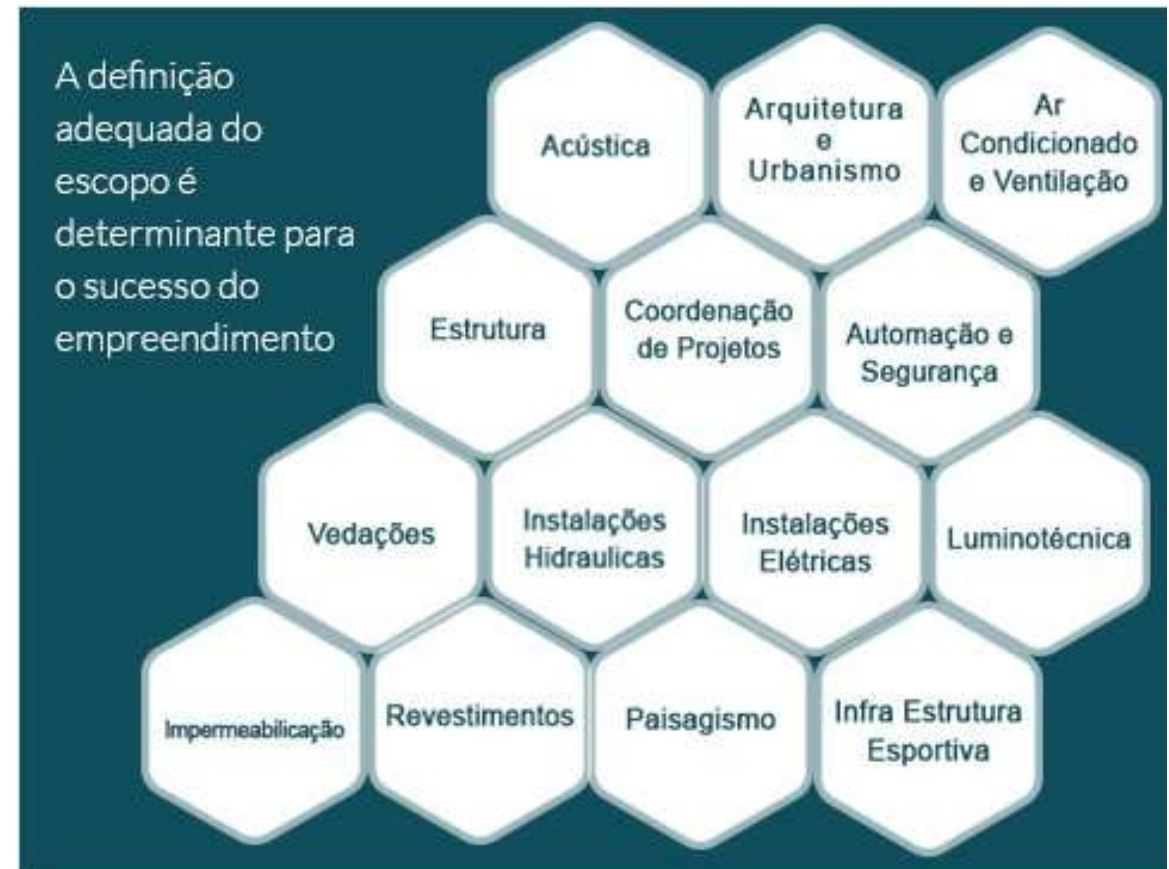 A definição
adequada do
escopo é
determinante para
o sucesso do
empreendimento
Acústica
Arquitetura
e
Urbanismo
Ar
Condicionado
e Ventilação
Estrutura
Coordenação
de Projetos
Automação e
Segurança
Vedações
Instalações
Hidraulicas
Instalações
Elétricas
Luminotécnica
Impermeabilicação
Revestimentos
Paisagismo
Infra Estrutura
Esportiva